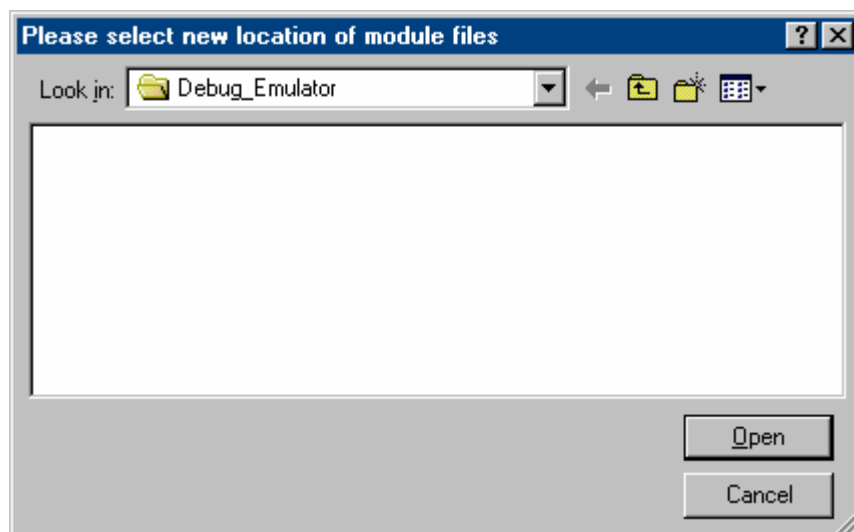 Please select new location of module files
Look in: Debug_Emulator
Open
Cancel